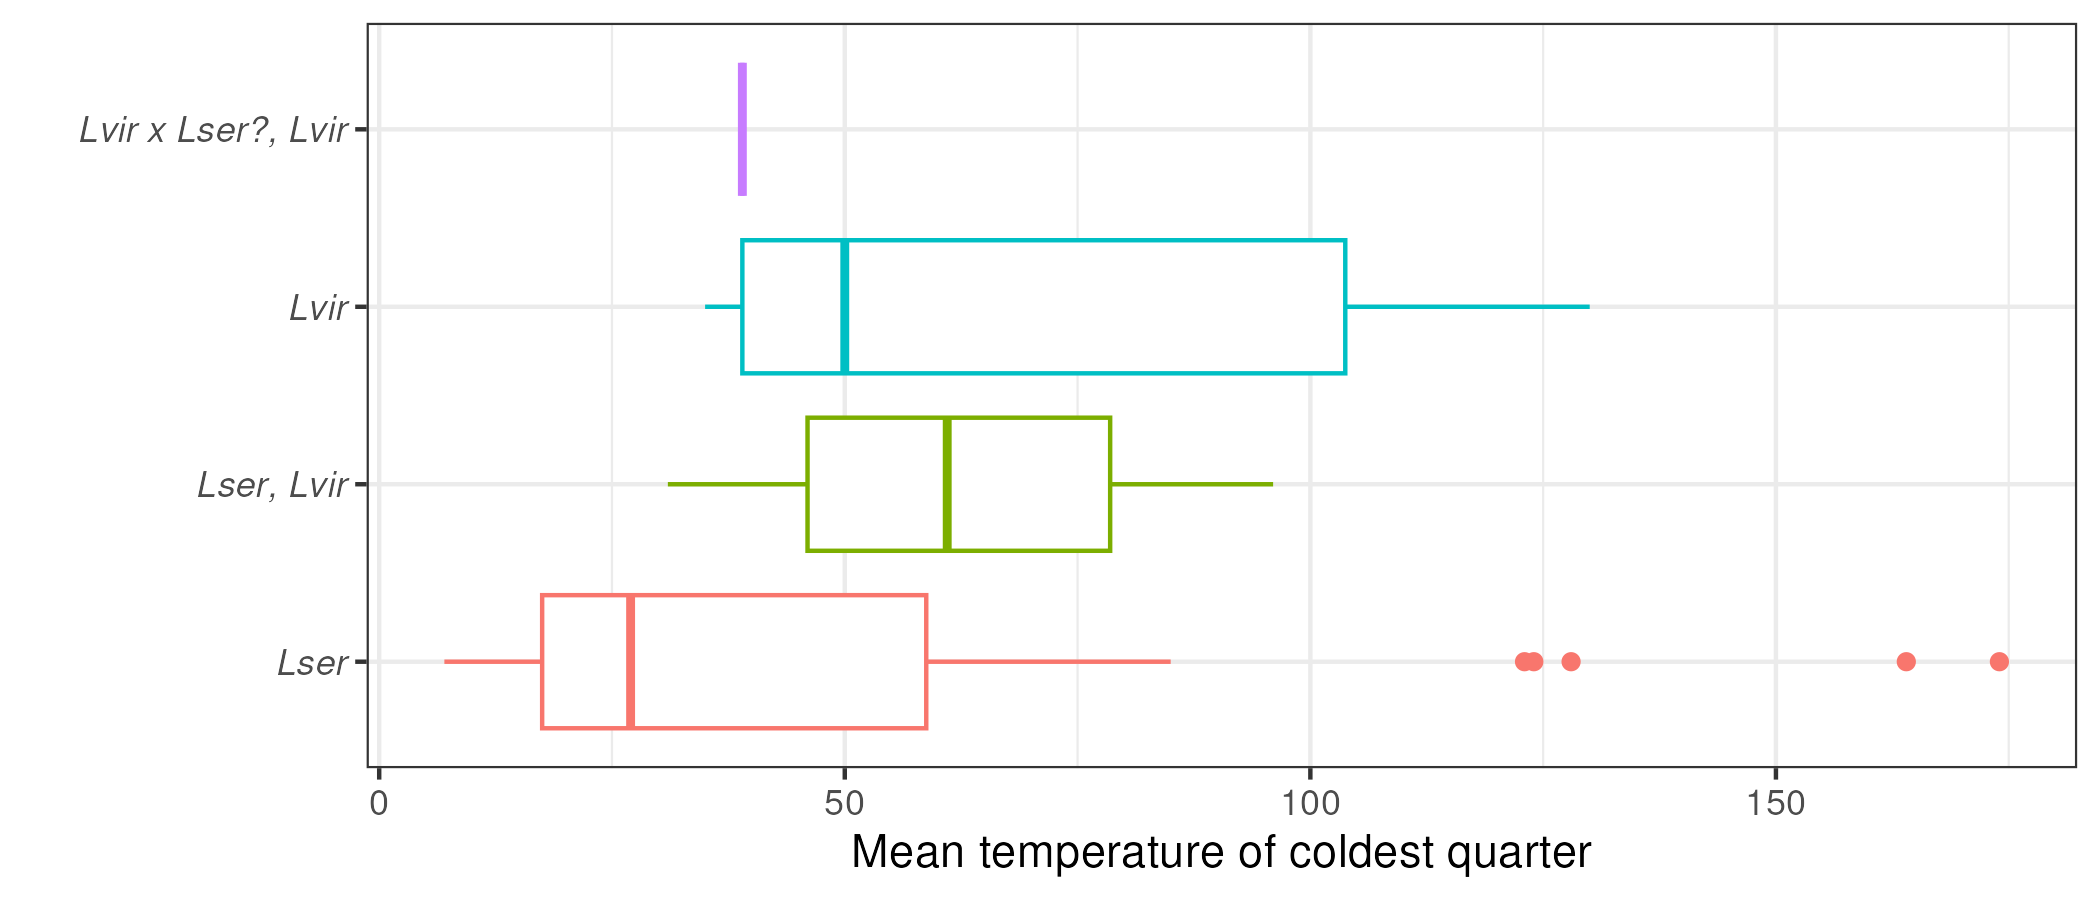 Lvir x Lser?, Lvir
Lvir
Lser, Lvir
Lser
0 50 100 150
Mean temperature of coldest quarter